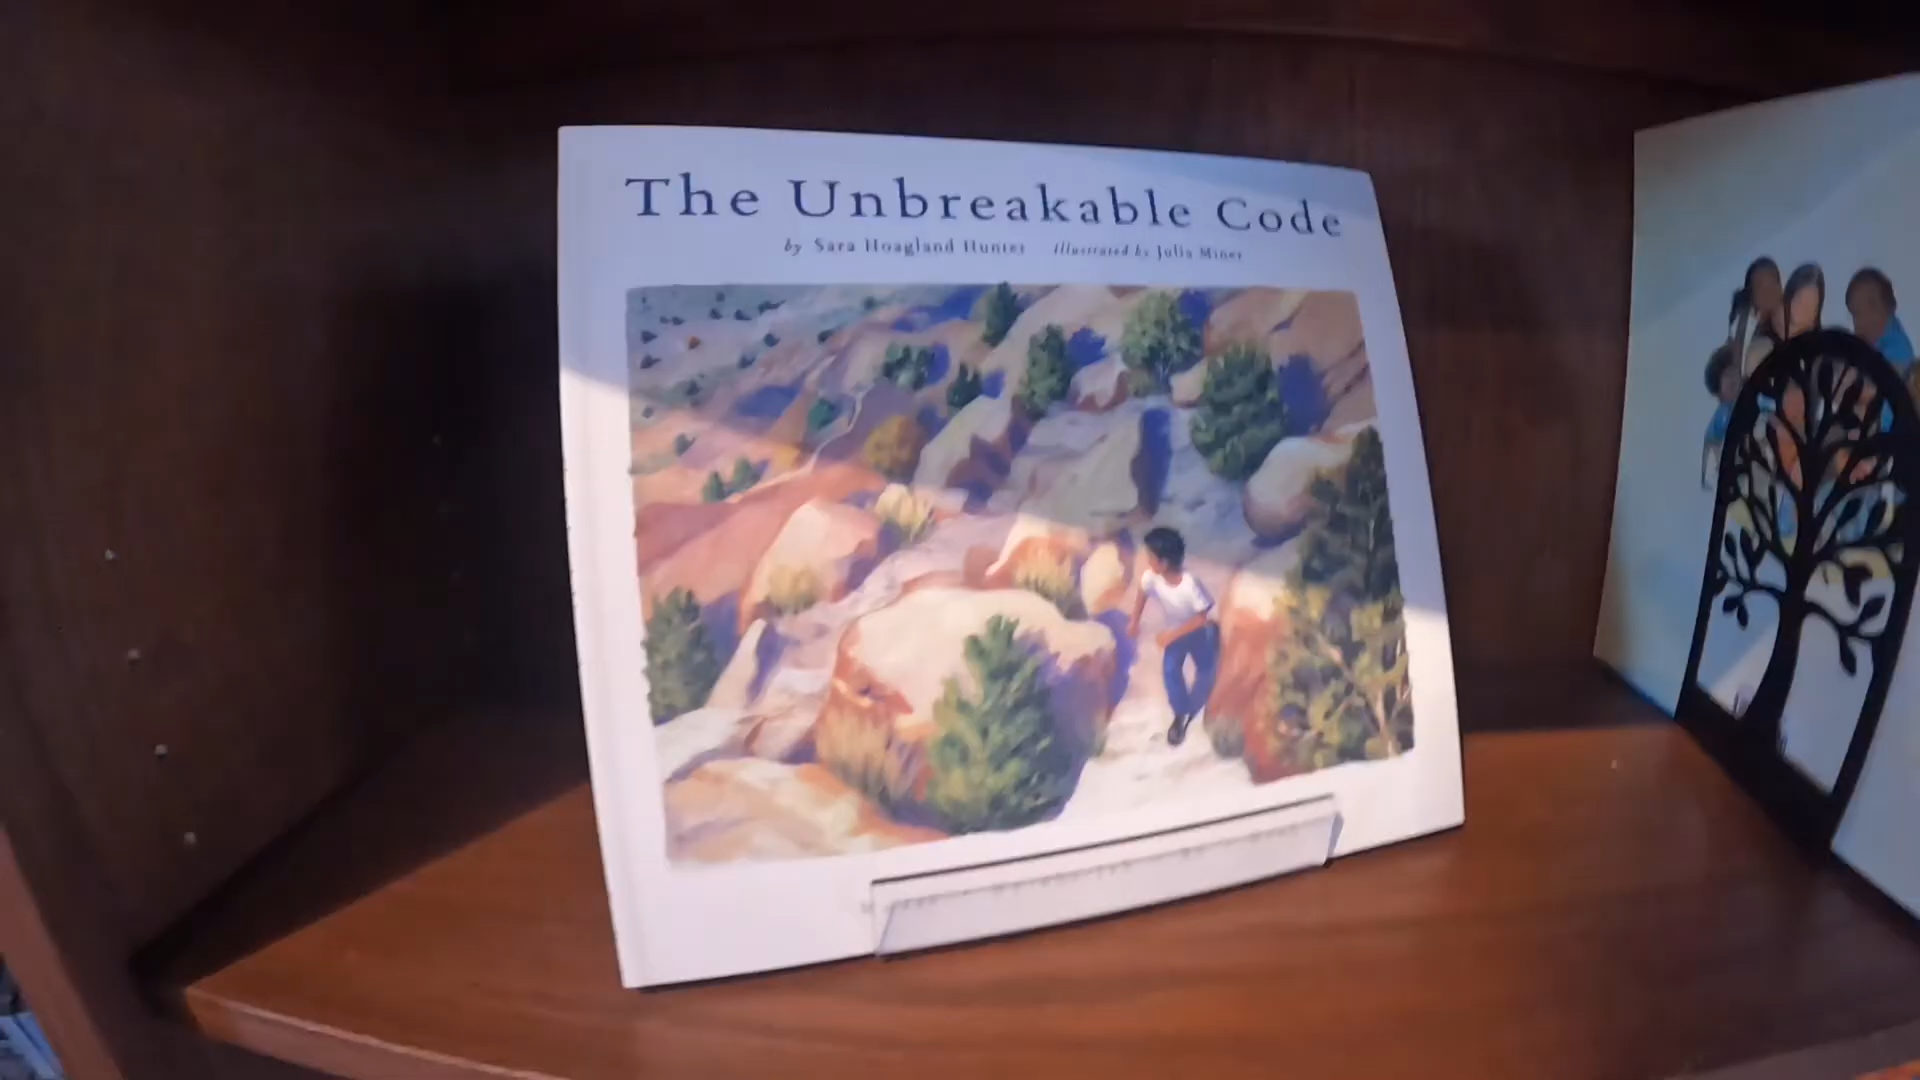 The Unbreakable Code
by Sara Hoagland Hunter Illustrated by Julia Miner